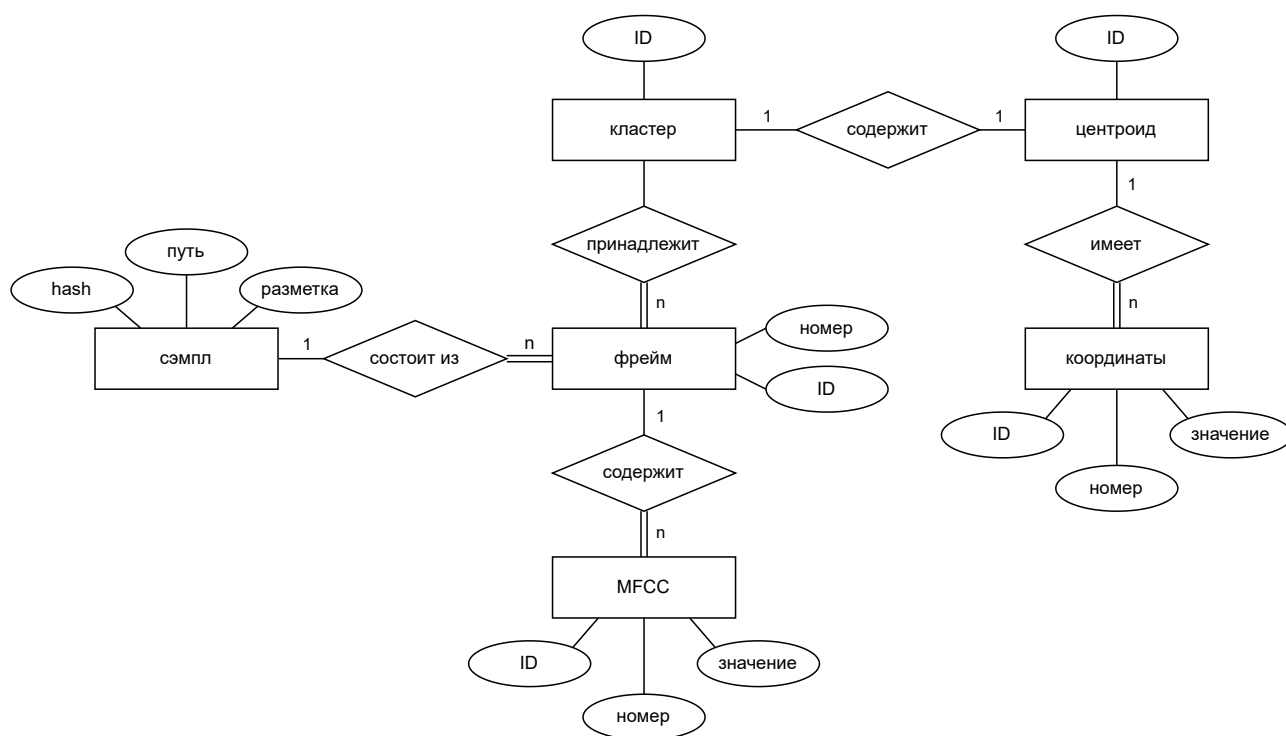 ID
ID
кластер
1
содержит
1
центроид
1
принадлежит
имеет
путь
hash
разметка
n
n
номер
сэмпл
1
состоит из
n
фрейм
координаты
ID
1
ID
значение
содержит
номер
n
MFCC
ID
значение
номер